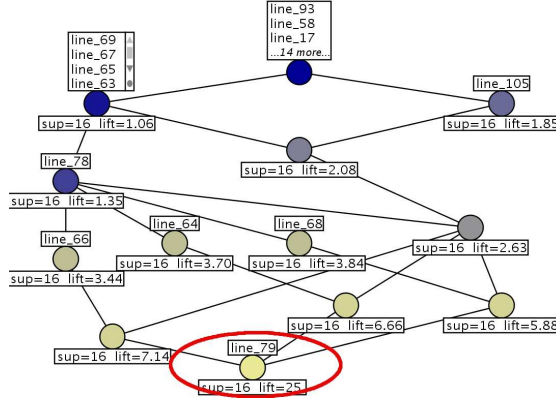 line_93
line_58
line_17
...14 more...
line_69
line_67
line_65
line_63
line_105
sup=16 lift=1.06
sup=16 lift=1.85
line_78
sup=16 lift=2.08
sup=16 lift=1.35
line_64
line_68
line_66
sup=16 lift=2.63
sup=16 lift=3.44
sup=16 lift=3.70
sup=16 lift=3.84
sup=16 lift=6.66
sup=16 lift=5.88
line_79
sup=16 lift=7.14
sup=16 lift=25